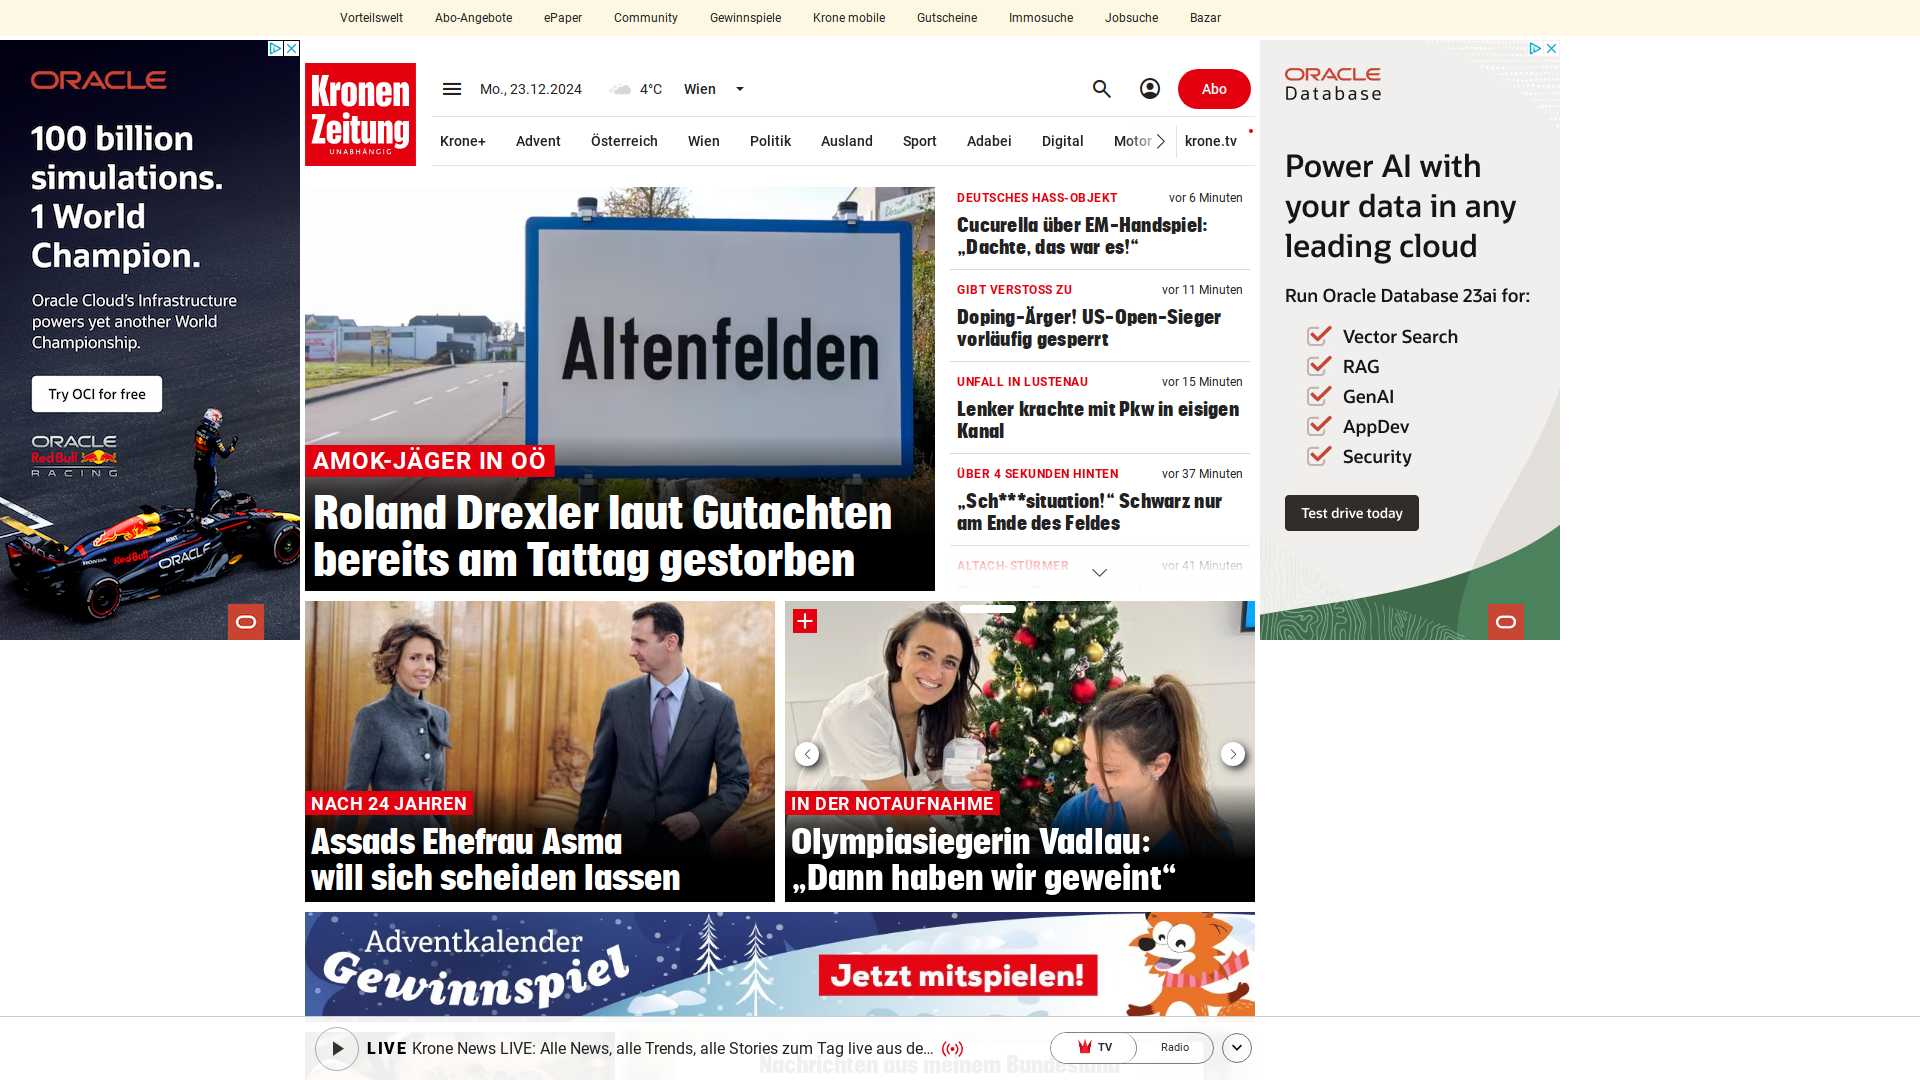 Vorteilswelt Abo-Angebote ePaper Community Gewinnspiele Krone mobile Gutscheine Immosuche Jobsuche Bazar
ORACLE
100 billion
simulations.
1 World
Champion.
Oracle Cloud's Infrastructure
powers yet another World
Championship.
Try OCI for free
ORACLE
Red Bull
RACING
Kronen
Zeitung
UNABHÄNGIG
Mo., 23.12.2024 4°C Wien
Abo
Krone+ Advent Österreich Wien Politik Ausland Sport Adabei Digital Motor krone.tv
Altenfelden
AMOK-JÄGER IN OÖ
Roland Drexler laut Gutachten
bereits am Tattag gestorben
DEUTSCHES HASS-OBJEKT vor 6 Minuten
Cucurella über EM-Handspiel:
„Dachte, das war es!“
GIBT VERSTOSS ZU vor 11 Minuten
Doping-Ärger! US-Open-Sieger
vorläufig gesperrt
UNFALL IN LUSTENAU vor 15 Minuten
Lenker krachte mit Pkw in eisigen
Kanal
ÜBER 4 SEKUNDEN HINTEN vor 37 Minuten
„Sch***situation!“ Schwarz nur
am Ende des Feldes
ALTACH-STÜRMER vor 41 Minuten
ORACLE
Database
Power AI with
your data in any
leading cloud
Run Oracle Database 23ai for:
Vector Search
RAG
GenAI
AppDev
Security
Test drive today
NACH 24 JAHREN
Assads Ehefrau Asma
will sich scheiden lassen
IN DER NOTAUFNAHME
Olympiasiegerin Vadlau:
„Dann haben wir geweint“
Adventkalender
Gewinnspiel
Jetzt mitspielen!
LIVE Krone News LIVE: Alle News, alle Trends, alle Stories zum Tag live aus de...
TV Radio
Nachrichten aus meinem Bundesland